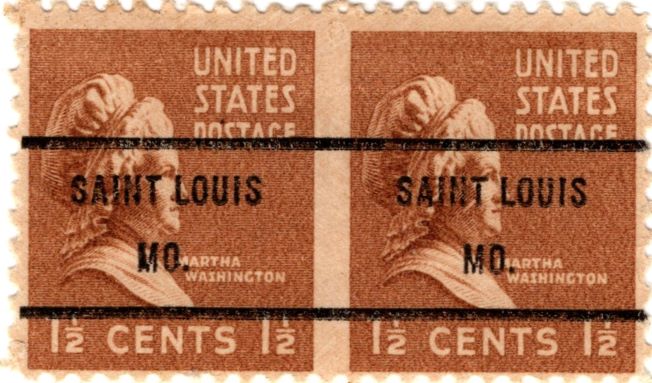 UNITED
STATES
POSTAGE
SAINT LOUIS
MO.
MARTHA
WASHINGTON
1½ CENTS 1½
UNITED
STATES
POSTAGE
SAINT LOUIS
MO.
MARTHA
WASHINGTON
1½ CENTS 1½